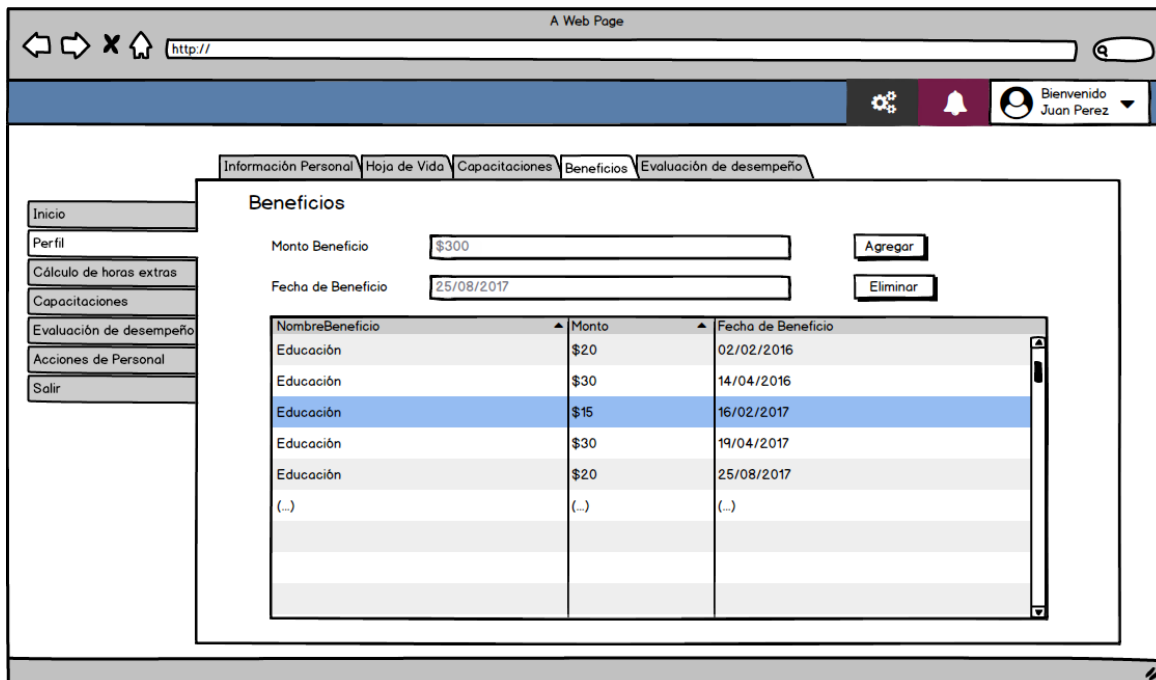 A Web Page
http://
Bienvenido
Juan Perez
Información Personal Hoja de Vida Capacitaciones Beneficios Evaluación de desempeño
Inicio
Perfil
Cálculo de horas extras
Capacitaciones
Evaluación de desempeño
Acciones de Personal
Salir
Beneficios
Monto Beneficio $300 Agregar
Fecha de Beneficio 25/08/2017 Eliminar
NombreBeneficio Monto Fecha de Beneficio
Educación $20 02/02/2016
Educación $30 14/04/2016
Educación $15 16/02/2017
Educación $30 19/04/2017
Educación $20 25/08/2017
(...) (...) (...)